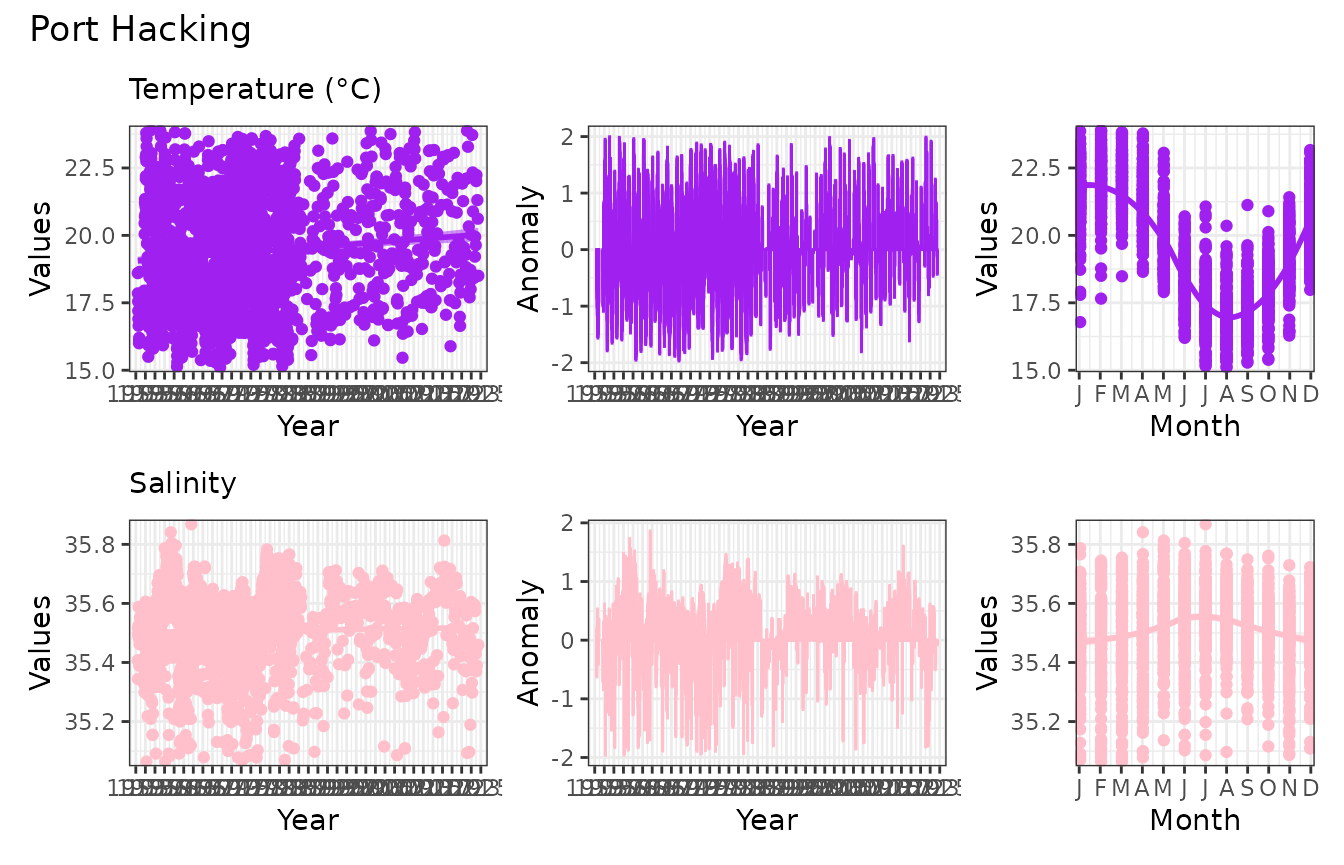 Port Hacking
Temperature (°C)
Values
22.5
20.0
17.5
15.0
Year
Anomaly
2
1
0
-1
-2
Year
Values
22.5
20.0
17.5
15.0
J F M A M J J A S O N D
Month
Salinity
Values
35.8
35.6
35.4
35.2
Year
Anomaly
2
1
0
-1
-2
Year
Values
35.8
35.6
35.4
35.2
J F M A M J J A S O N D
Month